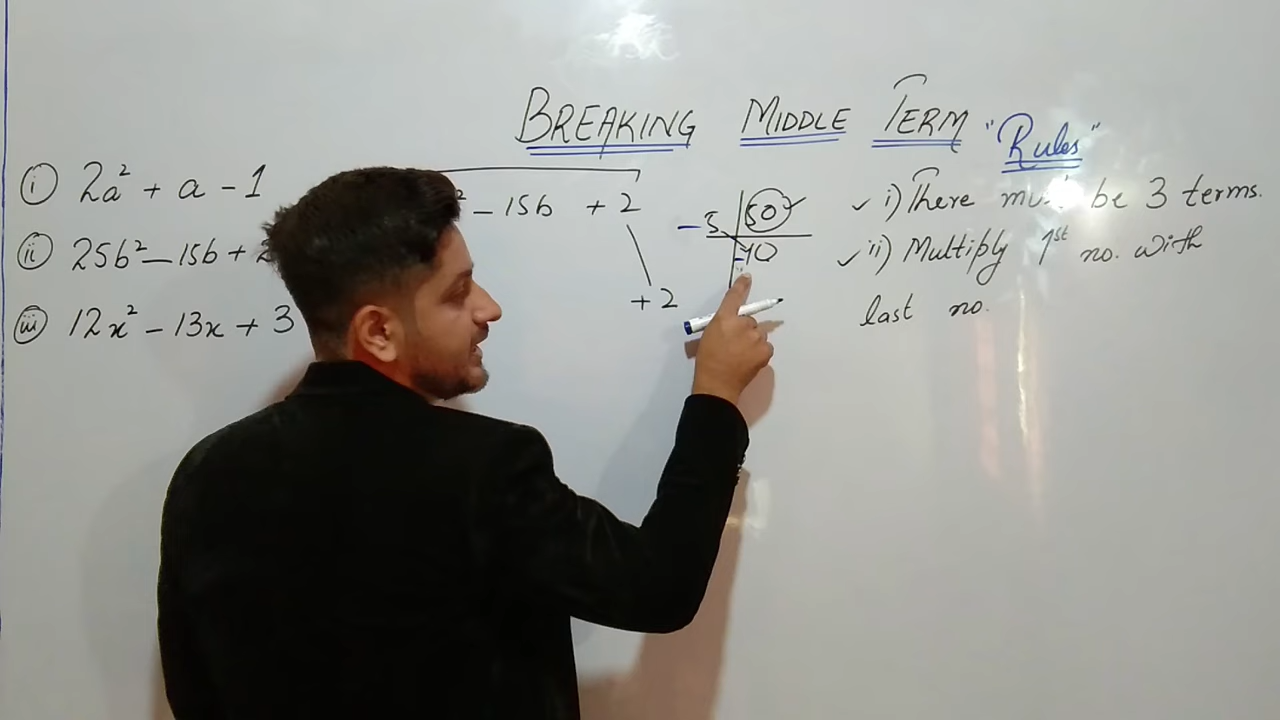 BREAKING MIDDLE TERM
"Rules"
i) 2a² + a - 1
ii) 25b² - 15b + 2
iii) 12x² - 13x + 3
² - 15b + 2
+ 2
- 5 | 50
-10
i) There must be 3 terms.
ii) Multiply 1st no. with
last no.